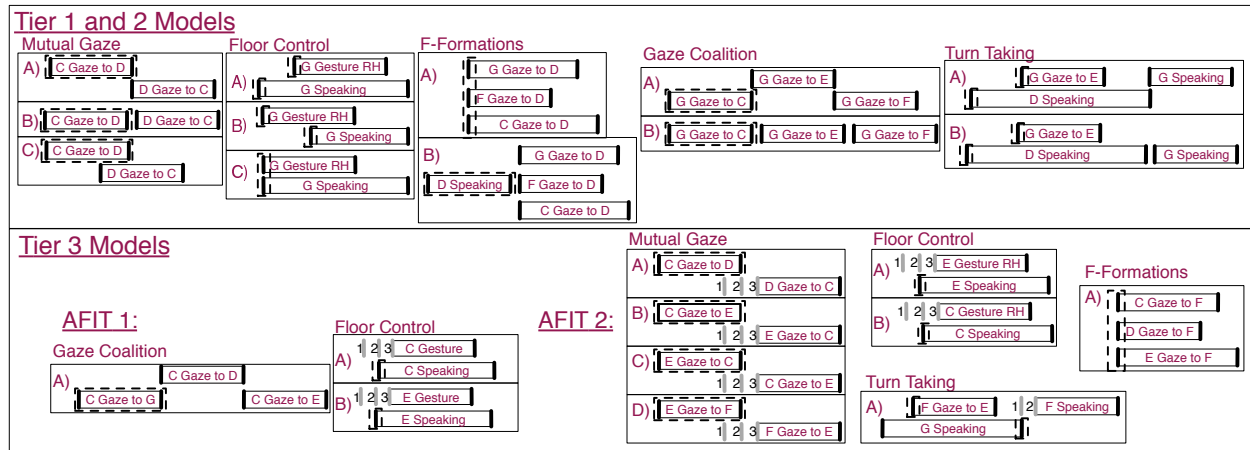 Tier 1 and 2 Models
Mutual Gaze
A)
C Gaze to D
D Gaze to C
B)
C Gaze to D
D Gaze to C
C)
C Gaze to D
D Gaze to C
Floor Control
A)
G Gesture RH
G Speaking
B)
G Gesture RH
G Speaking
C)
G Gesture RH
G Speaking
F-Formations
A)
G Gaze to D
F Gaze to D
C Gaze to D
B)
G Gaze to D
D Speaking
F Gaze to D
C Gaze to D
Gaze Coalition
A)
G Gaze to E
G Gaze to C
G Gaze to F
B)
G Gaze to C
G Gaze to E
G Gaze to F
Turn Taking
A)
G Gaze to E
G Speaking
D Speaking
B)
G Gaze to E
D Speaking
G Speaking
Tier 3 Models
AFIT 1:
Gaze Coalition
A)
C Gaze to D
C Gaze to G
C Gaze to E
Floor Control
A)
1 2 3 C Gesture
C Speaking
B)
1 2 3 E Gesture
E Speaking
AFIT 2:
Mutual Gaze
A)
C Gaze to D
1 2 3 D Gaze to C
B)
C Gaze to E
1 2 3 E Gaze to C
C)
E Gaze to C
1 2 3 C Gaze to E
D)
E Gaze to F
1 2 3 F Gaze to E
Floor Control
A)
1 2 3 E Gesture RH
E Speaking
B)
1 2 3 C Gesture RH
C Speaking
F-Formations
A)
C Gaze to F
D Gaze to F
E Gaze to F
Turn Taking
A)
F Gaze to E
1 2 F Speaking
G Speaking